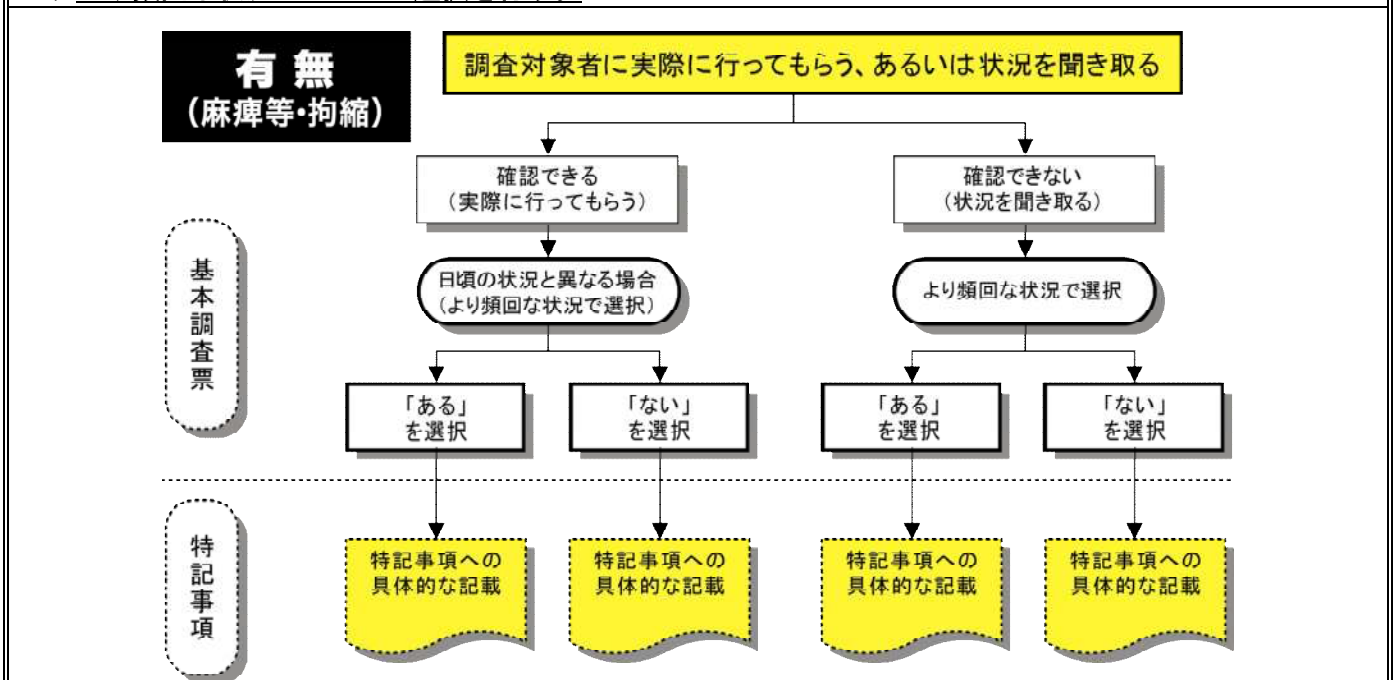 有 無
(麻痺等・拘縮)
調査対象者に実際に行ってもらう、あるいは状況を聞き取る
確認できる
(実際に行ってもらう)
確認できない
(状況を聞き取る)
基本調査票
日頃の状況と異なる場合
(より頻回な状況で選択)
より頻回な状況で選択
「ある」
を選択
「ない」
を選択
「ある」
を選択
「ない」
を選択
特記事項
特記事項への
具体的な記載
特記事項への
具体的な記載
特記事項への
具体的な記載
特記事項への
具体的な記載